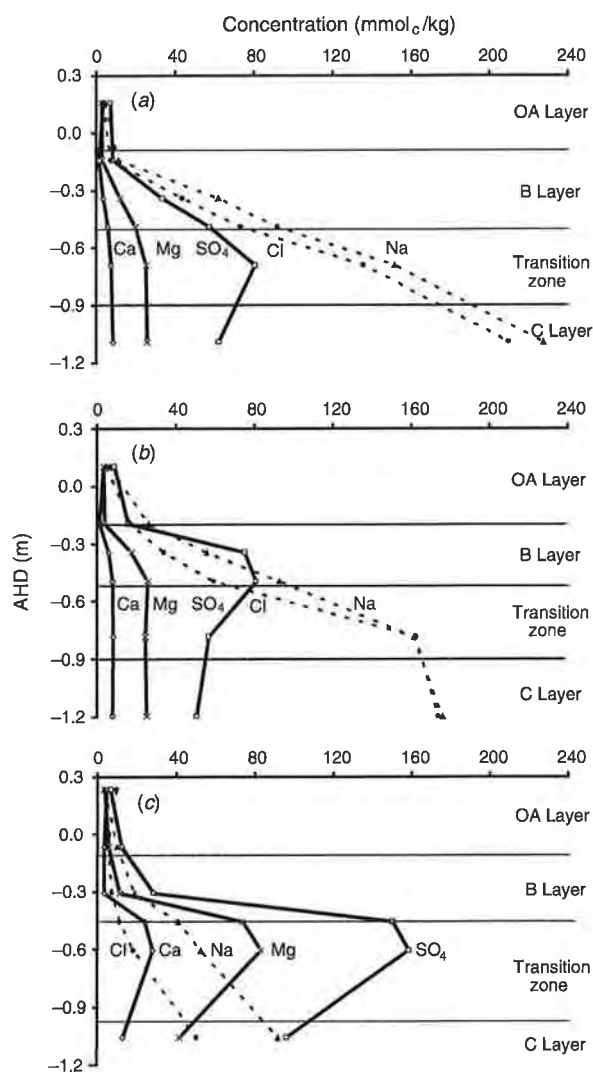 Concentration (mmolc/kg)
0 40 80 120 160 200 240
0.3
(a)
OA Layer
0.0
B Layer
−0.3
−0.6
Ca Mg SO4 Cl Na
Transition
zone
−0.9
C Layer
−1.2
0 40 80 120 160 200 240
0.3
(b)
OA Layer
0.0
AHD (m)
B Layer
−0.3
−0.6
Ca Mg SO4 Cl Na
Transition
zone
−0.9
C Layer
−1.2
0 40 80 120 160 200 240
0.3
(c)
OA Layer
0.0
B Layer
−0.3
−0.6
Cl Ca Na Mg SO4
Transition
zone
−0.9
C Layer
−1.2